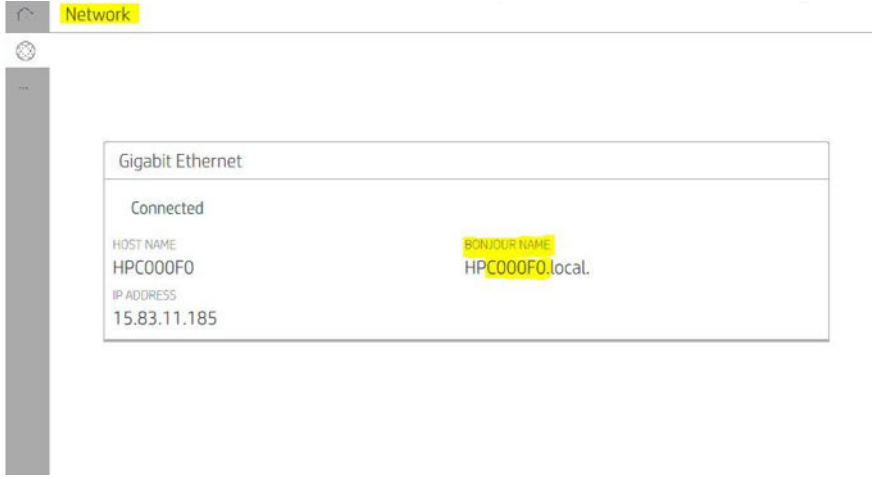 Network
Gigabit Ethernet
Connected
HOST NAME
HPC000F0
BONJOUR NAME
HPC000F0.local.
IP ADDRESS
15.83.11.185